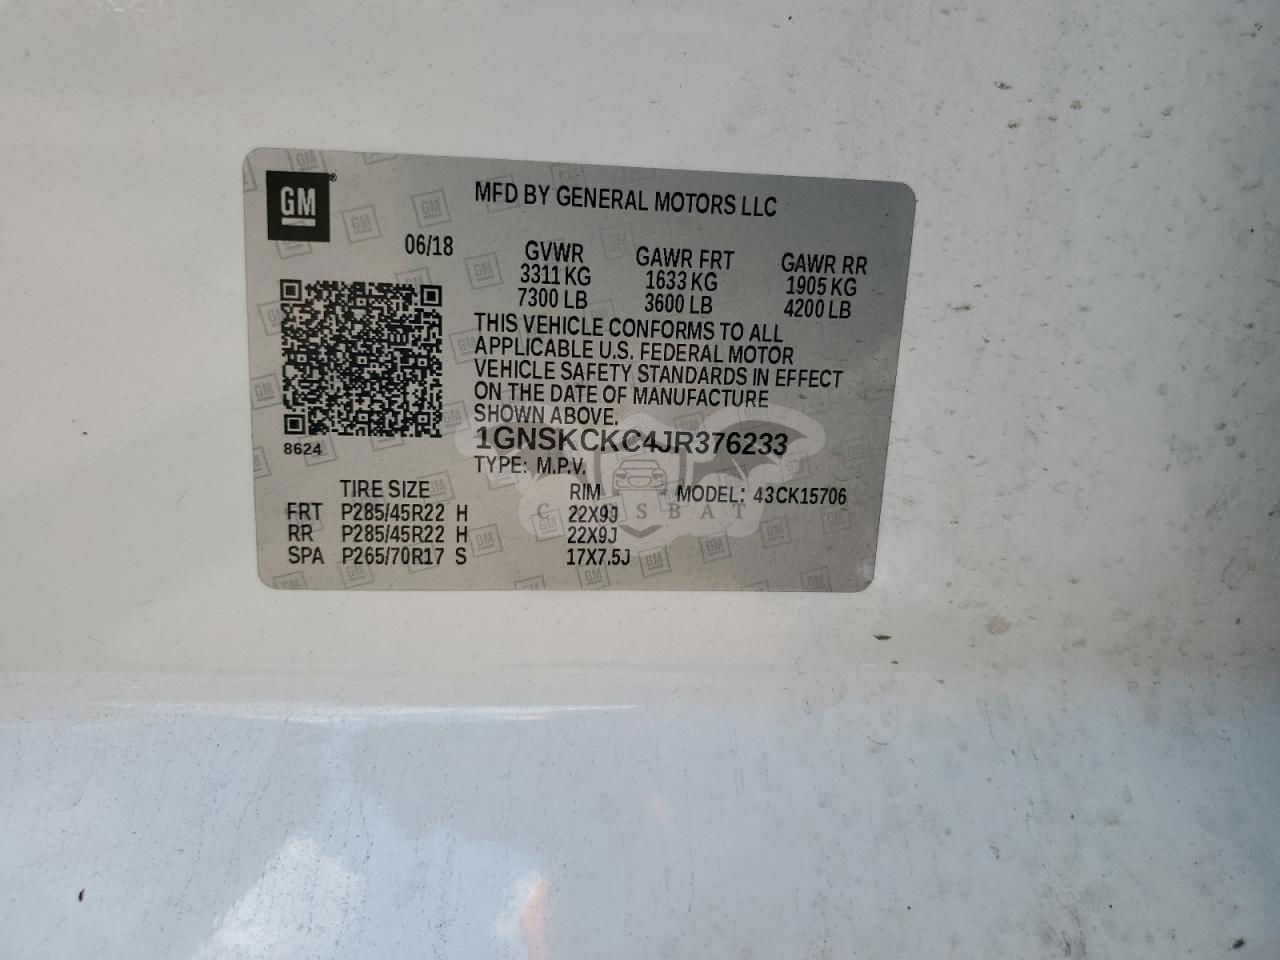 GM
MFD BY GENERAL MOTORS LLC
06/18
GVWR GAWR FRT GAWR RR
3311 KG 1633 KG 1905 KG
7300 LB 3600 LB 4200 LB
THIS VEHICLE CONFORMS TO ALL
APPLICABLE U.S. FEDERAL MOTOR
VEHICLE SAFETY STANDARDS IN EFFECT
ON THE DATE OF MANUFACTURE
SHOWN ABOVE.
8624
1GNSKCKC4JR376233
TYPE: M.P.V.
TIRE SIZE RIM MODEL: 43CK15706
FRT P285/45R22 H 22X9J
RR P285/45R22 H 22X9J
SPA P265/70R17 S 17X7.5J